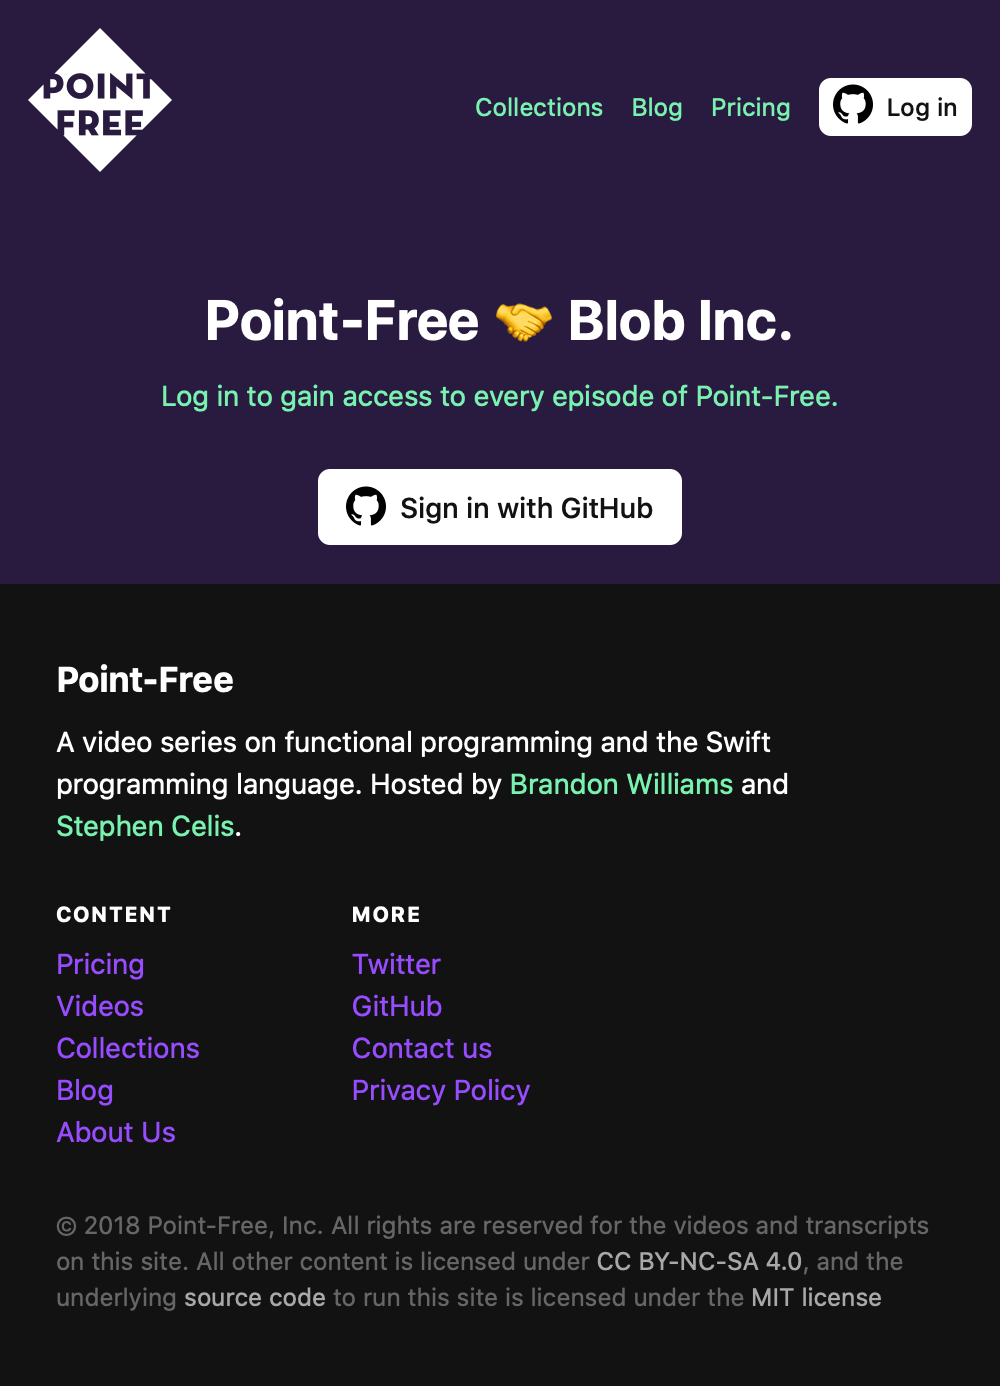 POINT
FREE
Collections Blog Pricing Log in
Point-Free 🤝 Blob Inc.
Log in to gain access to every episode of Point-Free.
Sign in with GitHub
Point-Free
A video series on functional programming and the Swift
programming language. Hosted by Brandon Williams and
Stephen Celis.
CONTENT
Pricing
Videos
Collections
Blog
About Us
MORE
Twitter
GitHub
Contact us
Privacy Policy
© 2018 Point-Free, Inc. All rights are reserved for the videos and transcripts
on this site. All other content is licensed under CC BY-NC-SA 4.0, and the
underlying source code to run this site is licensed under the MIT license